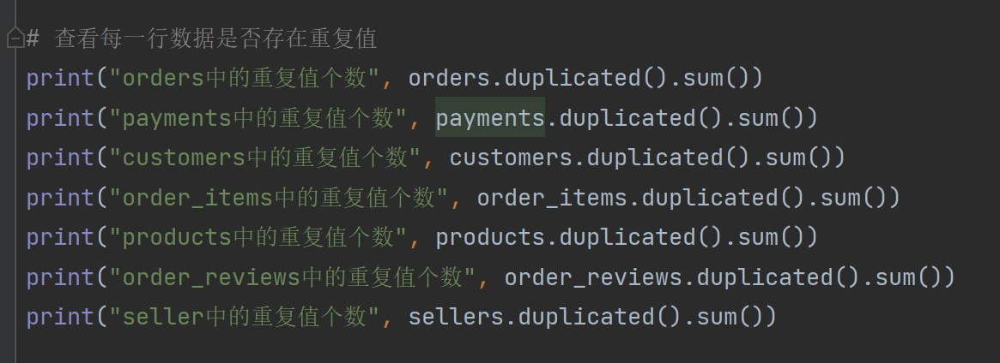 # 查看每一行数据是否存在重复值
print("orders中的重复值个数", orders.duplicated().sum())
print("payments中的重复值个数", payments.duplicated().sum())
print("customers中的重复值个数", customers.duplicated().sum())
print("order_items中的重复值个数", order_items.duplicated().sum())
print("products中的重复值个数", products.duplicated().sum())
print("order_reviews中的重复值个数", order_reviews.duplicated().sum())
print("seller中的重复值个数", sellers.duplicated().sum())